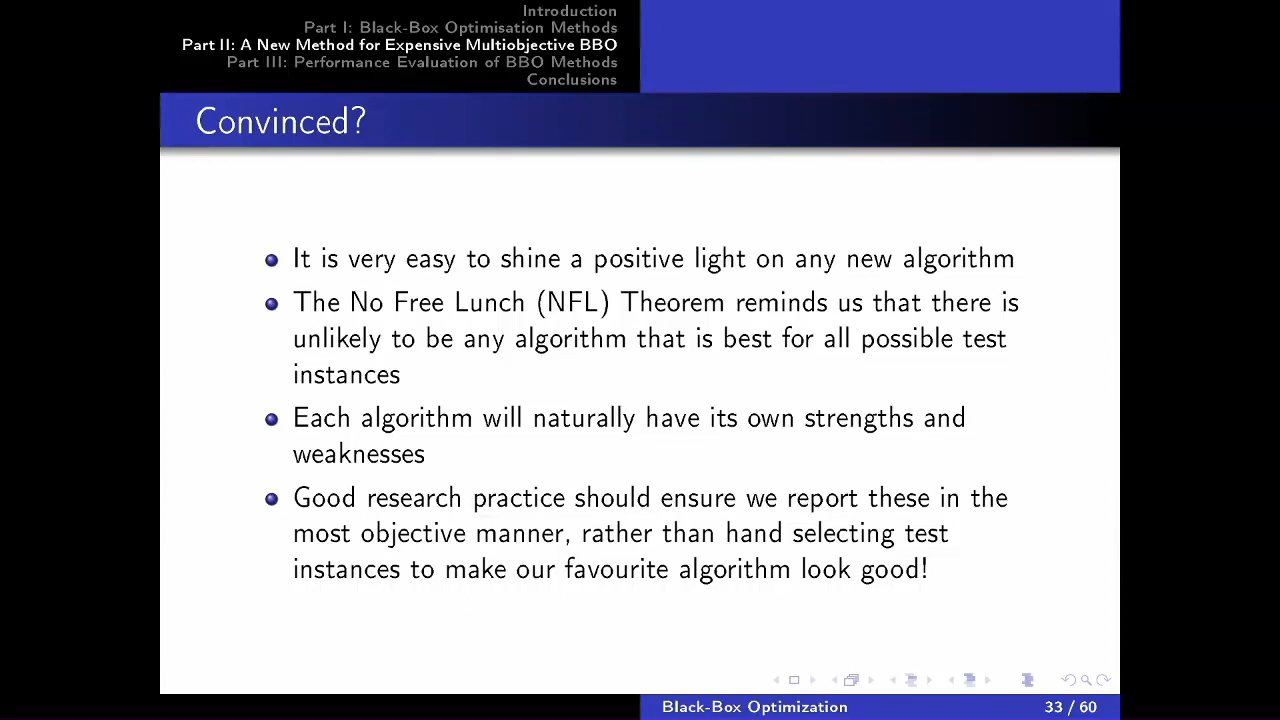 Introduction
Part I: Black-Box Optimisation Methods
Part II: A New Method for Expensive Multiobjective BBO
Part III: Performance Evaluation of BBO Methods
Conclusions
Convinced?
It is very easy to shine a positive light on any new algorithm
The No Free Lunch (NFL) Theorem reminds us that there is
unlikely to be any algorithm that is best for all possible test
instances
Each algorithm will naturally have its own strengths and
weaknesses
Good research practice should ensure we report these in the
most objective manner, rather than hand selecting test
instances to make our favourite algorithm look good!
Black-Box Optimization
33 / 60